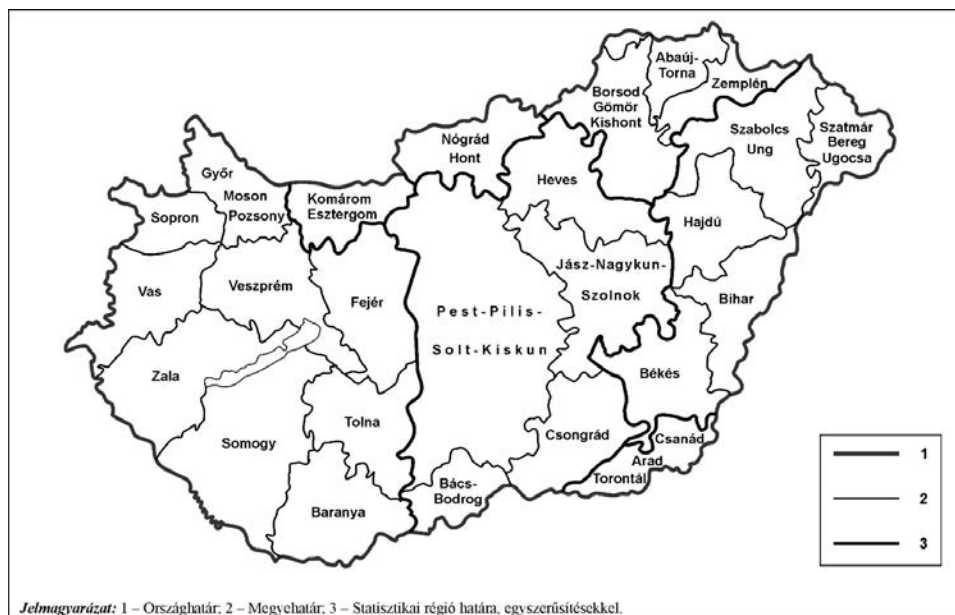 Abaúj-
Torna
Zemplén
Borsod
Gömör
Kishont
Szabolcs
Ung
Szatmár
Bereg
Ugocsa
Nógrád
Hont
Heves
Hajdú
Győr
Moson
Pozsony
Sopron
Komárom
Esztergom
Vas
Veszprém
Fejér
Jász-Nagykun-
Szolnok
Bihar
Pest-Pilis-
Solt-Kiskun
Zala
Békés
Somogy
Tolna
Csongrád
Csanád
Arad
Torontál
Bács-
Bodrog
Baranya
1
2
3
Jelmagyarázat: 1 – Országhatár; 2 – Megyehatár; 3 – Statisztikai régió határa, egyszerűsítésekkel.